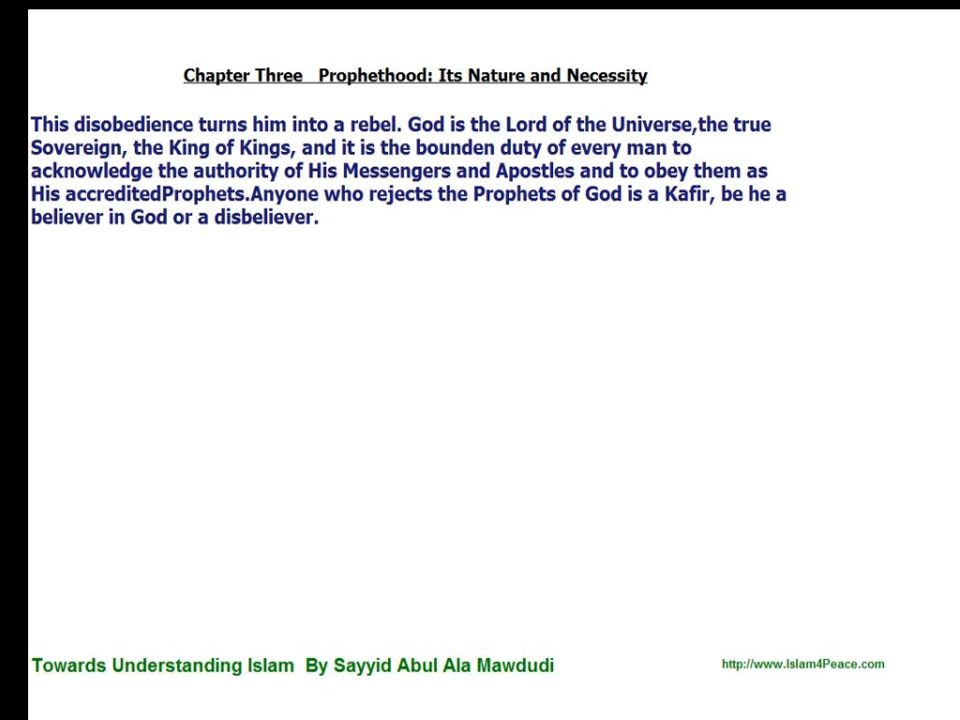 Chapter Three   Prophethood: Its Nature and Necessity
This disobedience turns him into a rebel. God is the Lord of the Universe,the true
Sovereign, the King of Kings, and it is the bounden duty of every man to
acknowledge the authority of His Messengers and Apostles and to obey them as
His accreditedProphets.Anyone who rejects the Prophets of God is a Kafir, be he a
believer in God or a disbeliever.
Towards Understanding Islam  By Sayyid Abul Ala Mawdudi
http://www.Islam4Peace.com